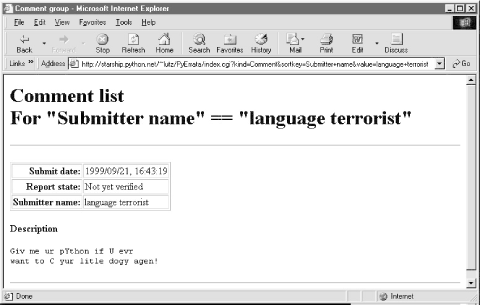 Comment group - Microsoft Internet Explorer
File Edit View Favorites Tools Help
Back Forward Stop Refresh Home Search Favorites History Mail Print Edit Discuss
Links » Address http://starship.python.net/~lutz/PyErrata/index.cgi?kind=Comment&sortkey=Submitter+name&value=language+terrorist Go
Comment list
For "Submitter name" == "language terrorist"
Submit date: 1999/09/21, 16:43:19
Report state: Not yet verified
Submitter name: language terrorist
Description
Giv me ur pYthon if U evr
want to C yur litle dogy agen!
Done Internet